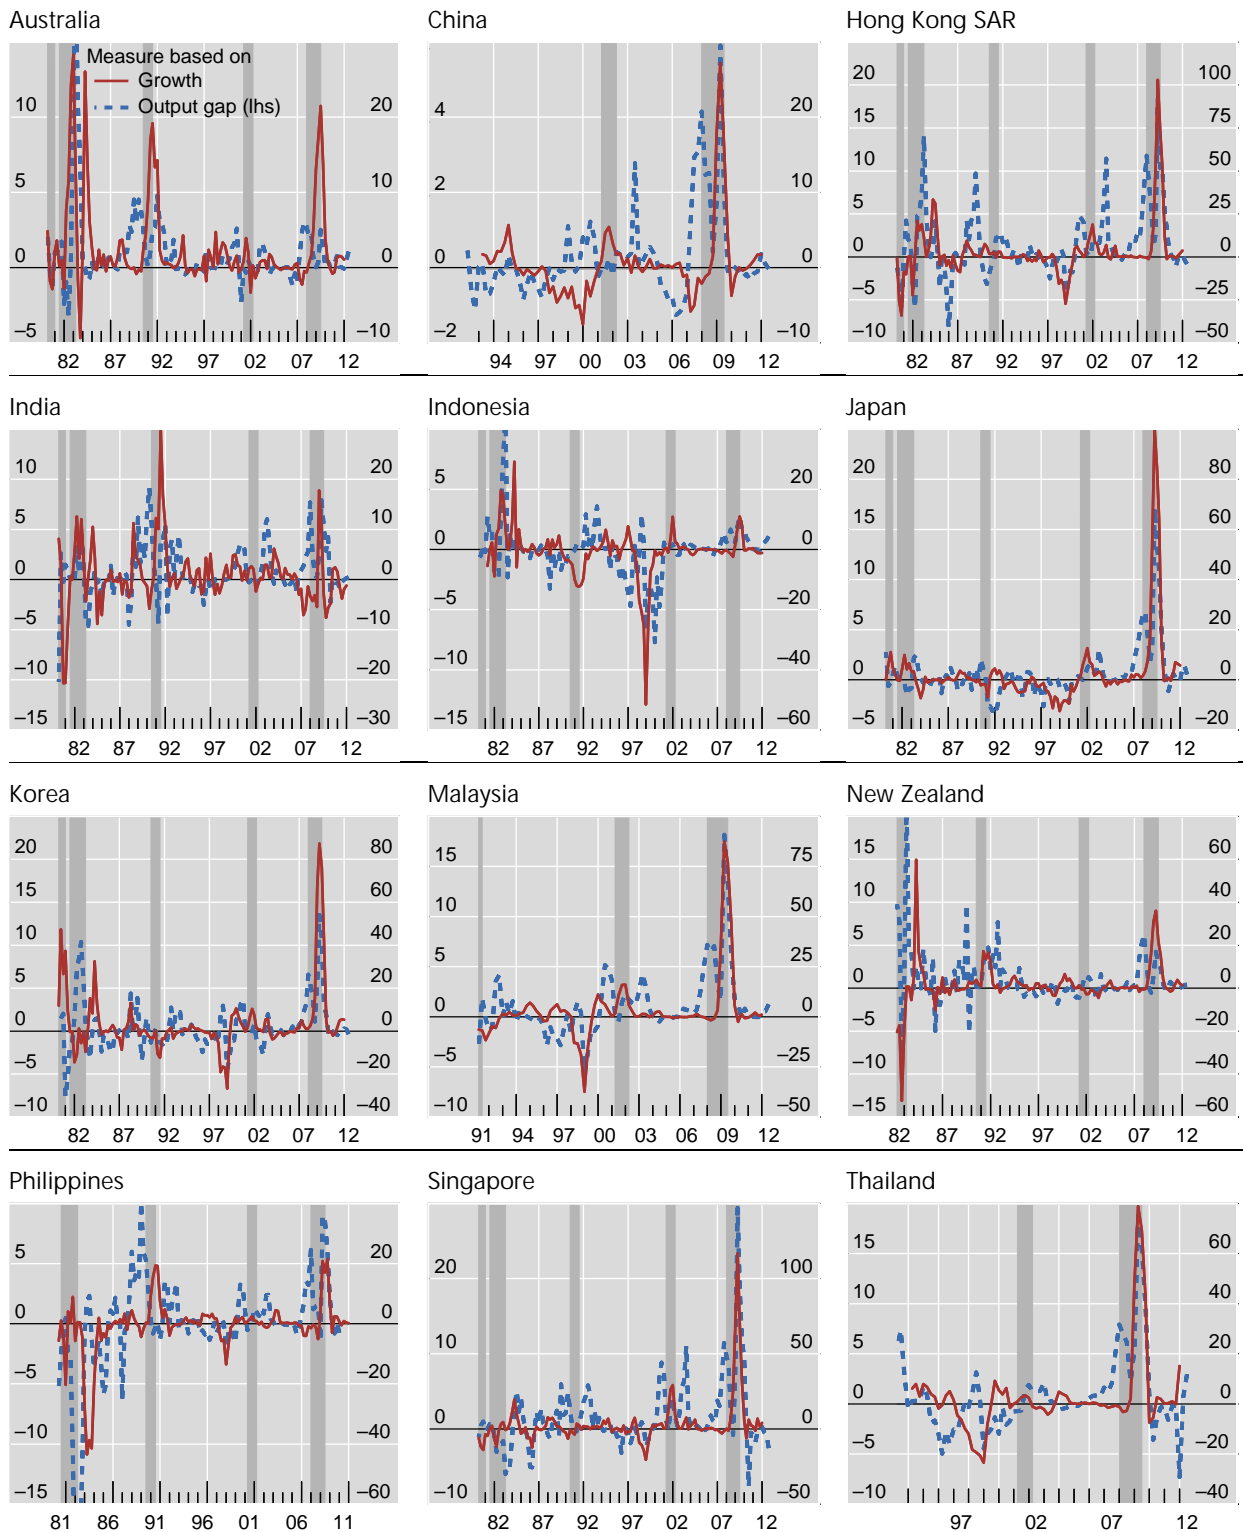 Australia China Hong Kong SAR
Measure based on
Growth
Output gap (lhs)
10 20 4 20 20 100
15 75
5 10 2 10 10 50
5 25
0 0 0 0 0 0
–5 –25
–5 –10 –2 –10 –10 –50
82 87 92 97 02 07 12 94 97 00 03 06 09 12 82 87 92 97 02 07 12
India Indonesia Japan
10 20 5 20 20 80
5 10 15 60
0 0 0 0 10 40
–5 –10 –5 –20 5 20
–10 –20 –10 –40 0 0
–15 –30 –15 –60 –5 –20
82 87 92 97 02 07 12 82 87 92 97 02 07 12 82 87 92 97 02 07 12
Korea Malaysia New Zealand
20 80 15 75 15 60
15 60 10 50 10 40
10 40 5 25 5 20
5 20 0 0 0 0
0 0 –5 –25 –5 –20
–5 –20 –10 –40
–10 –40 –10 –50 –15 –60
82 87 92 97 02 07 12 91 94 97 00 03 06 09 12 82 87 92 97 02 07 12
Philippines Singapore Thailand
5 20 20 100 15 60
0 0 10 50 10 40
–5 –20 5 20
–10 –40 0 0 0 0
–5 –20
–15 –60 –10 –50 –10 –40
81 86 91 96 01 06 11 82 87 92 97 02 07 12 97 02 07 12